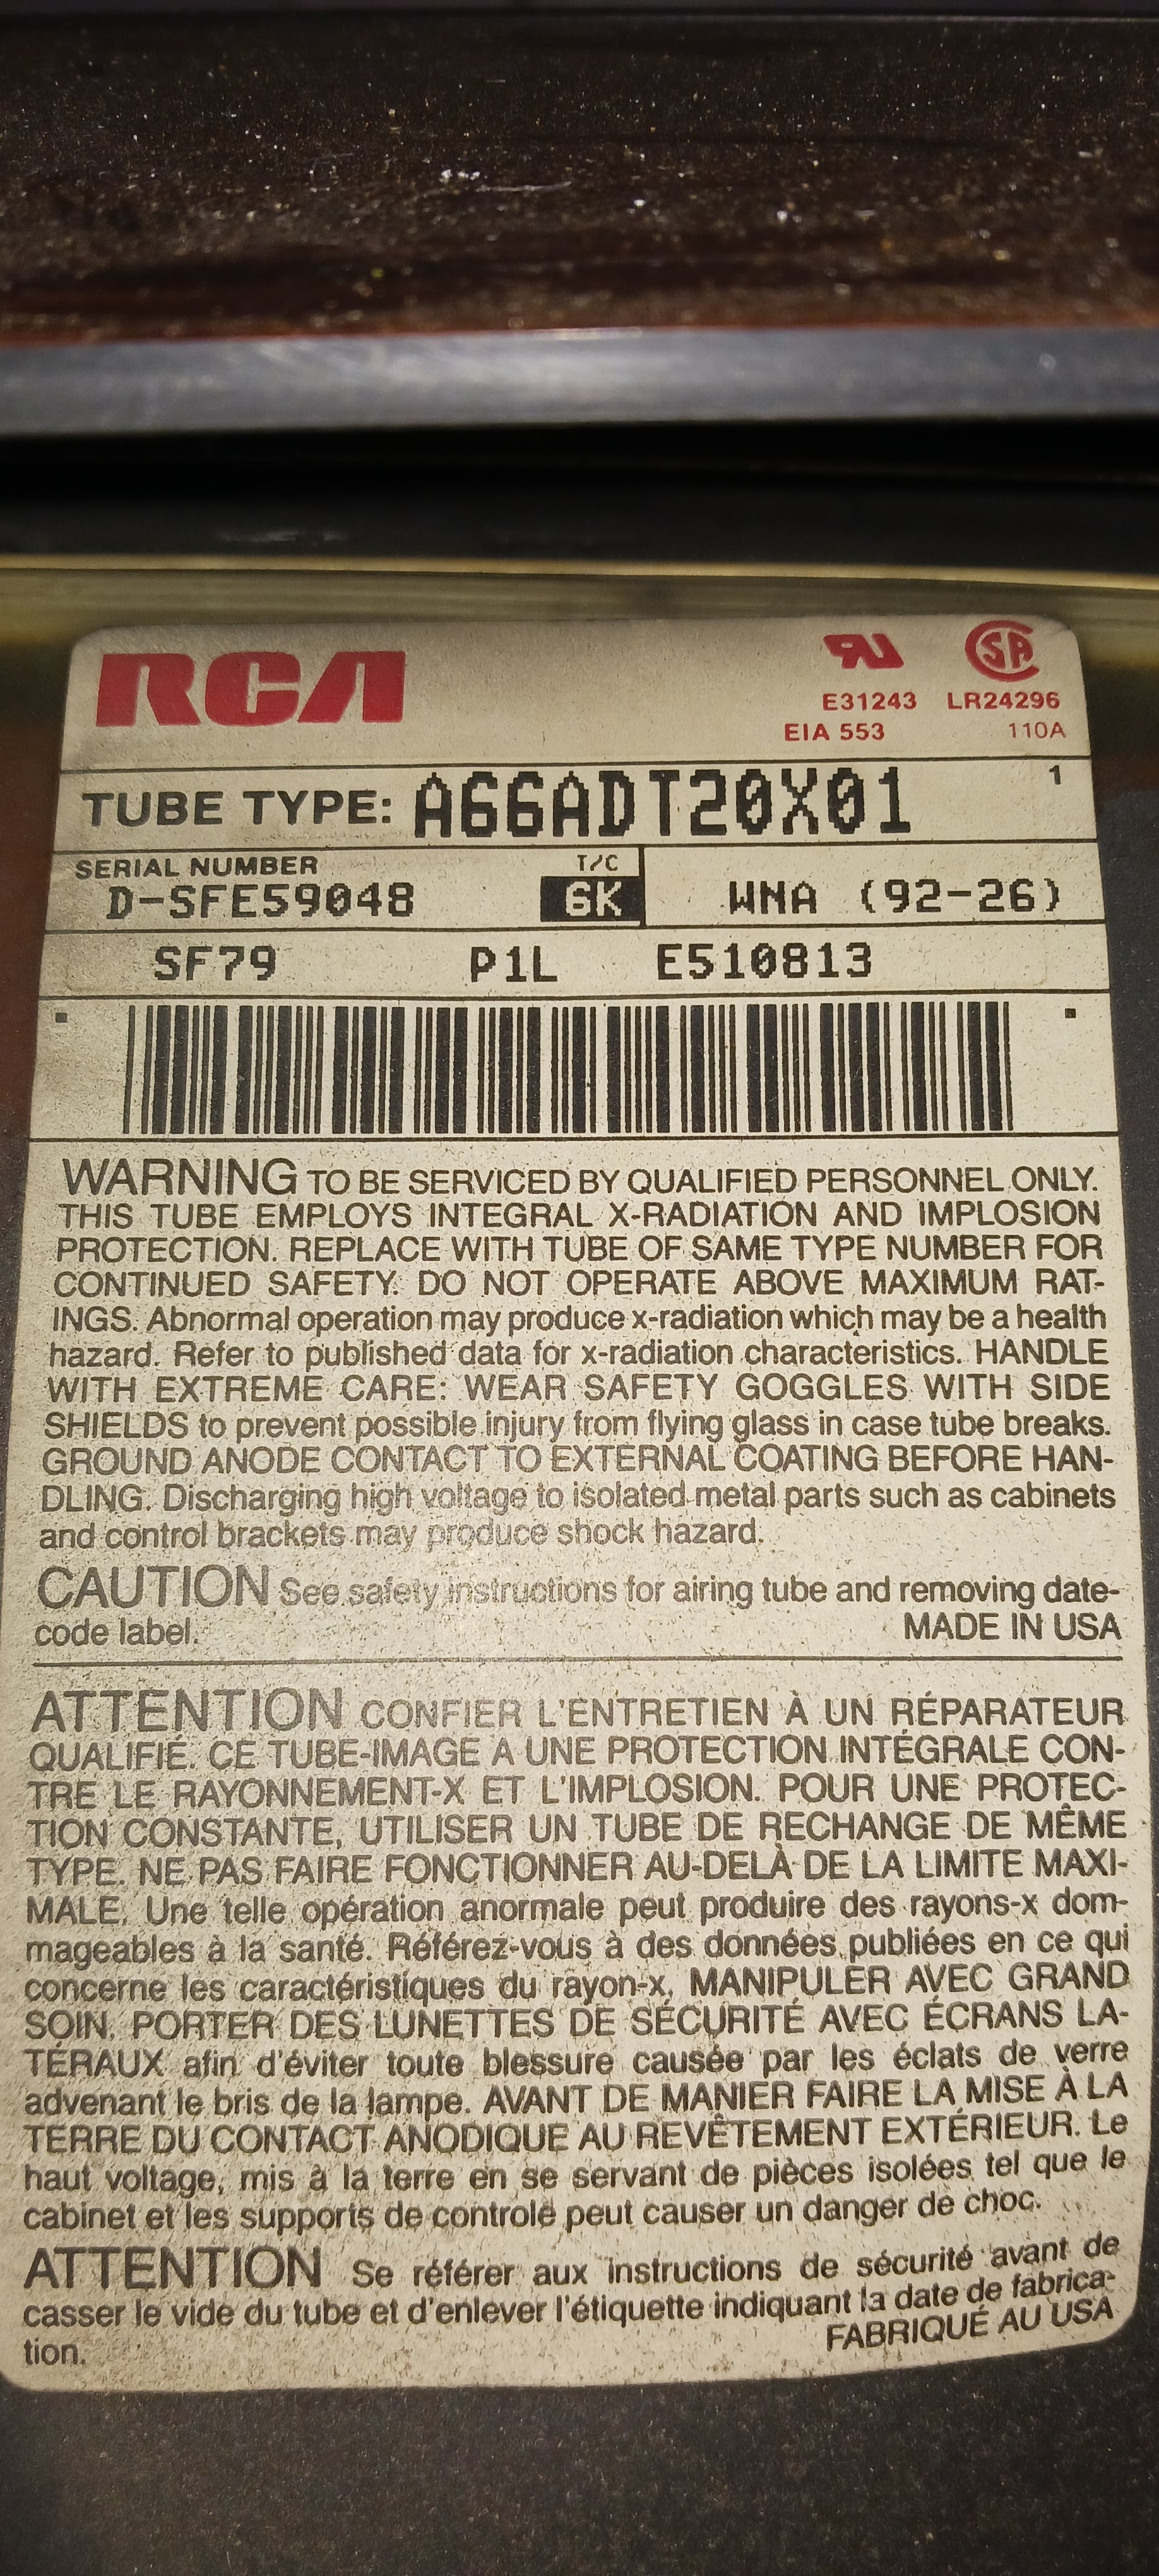 RCA
E31243 LR24296
EIA 553 110A
TUBE TYPE: A66ADT20X01 1
SERIAL NUMBER T/C
D-SFE59048 6K WNA (92-26)
SF79 P1L E510813
WARNING TO BE SERVICED BY QUALIFIED PERSONNEL ONLY.
THIS TUBE EMPLOYS INTEGRAL X-RADIATION AND IMPLOSION
PROTECTION. REPLACE WITH TUBE OF SAME TYPE NUMBER FOR
CONTINUED SAFETY. DO NOT OPERATE ABOVE MAXIMUM RAT-
INGS. Abnormal operation may produce x-radiation which may be a health
hazard. Refer to published data for x-radiation characteristics. HANDLE
WITH EXTREME CARE: WEAR SAFETY GOGGLES WITH SIDE
SHIELDS to prevent possible injury from flying glass in case tube breaks.
GROUND ANODE CONTACT TO EXTERNAL COATING BEFORE HAN-
DLING. Discharging high voltage to isolated metal parts such as cabinets
and control brackets may produce shock hazard.
CAUTION See safety instructions for airing tube and removing date-
code label. MADE IN USA
ATTENTION CONFIER L'ENTRETIEN À UN RÉPARATEUR
QUALIFIÉ. CE TUBE-IMAGE A UNE PROTECTION INTÉGRALE CON-
TRE LE RAYONNEMENT-X ET L'IMPLOSION. POUR UNE PROTEC-
TION CONSTANTE, UTILISER UN TUBE DE RECHANGE DE MÊME
TYPE. NE PAS FAIRE FONCTIONNER AU-DELÀ DE LA LIMITE MAXI-
MALE. Une telle opération anormale peut produire des rayons-x dom-
mageables à la santé. Référez-vous à des données publiées en ce qui
concerne les caractéristiques du rayon-x. MANIPULER AVEC GRAND
SOIN. PORTER DES LUNETTES DE SÉCURITÉ AVEC ÉCRANS LA-
TÉRAUX afin d'éviter toute blessure causée par les éclats de verre
advenant le bris de la lampe. AVANT DE MANIER FAIRE LA MISE À LA
TERRE DU CONTACT ANODIQUE AU REVÊTEMENT EXTÉRIEUR. Le
haut voltage, mis à la terre en se servant de pièces isolées tel que le
cabinet et les supports de controlê peut causer un danger de choc.
ATTENTION Se référer aux instructions de sécurité avant de
casser le vide du tube et d'enlever l'étiquette indiquant la date de fabrica-
tion. FABRIQUÉ AU USA